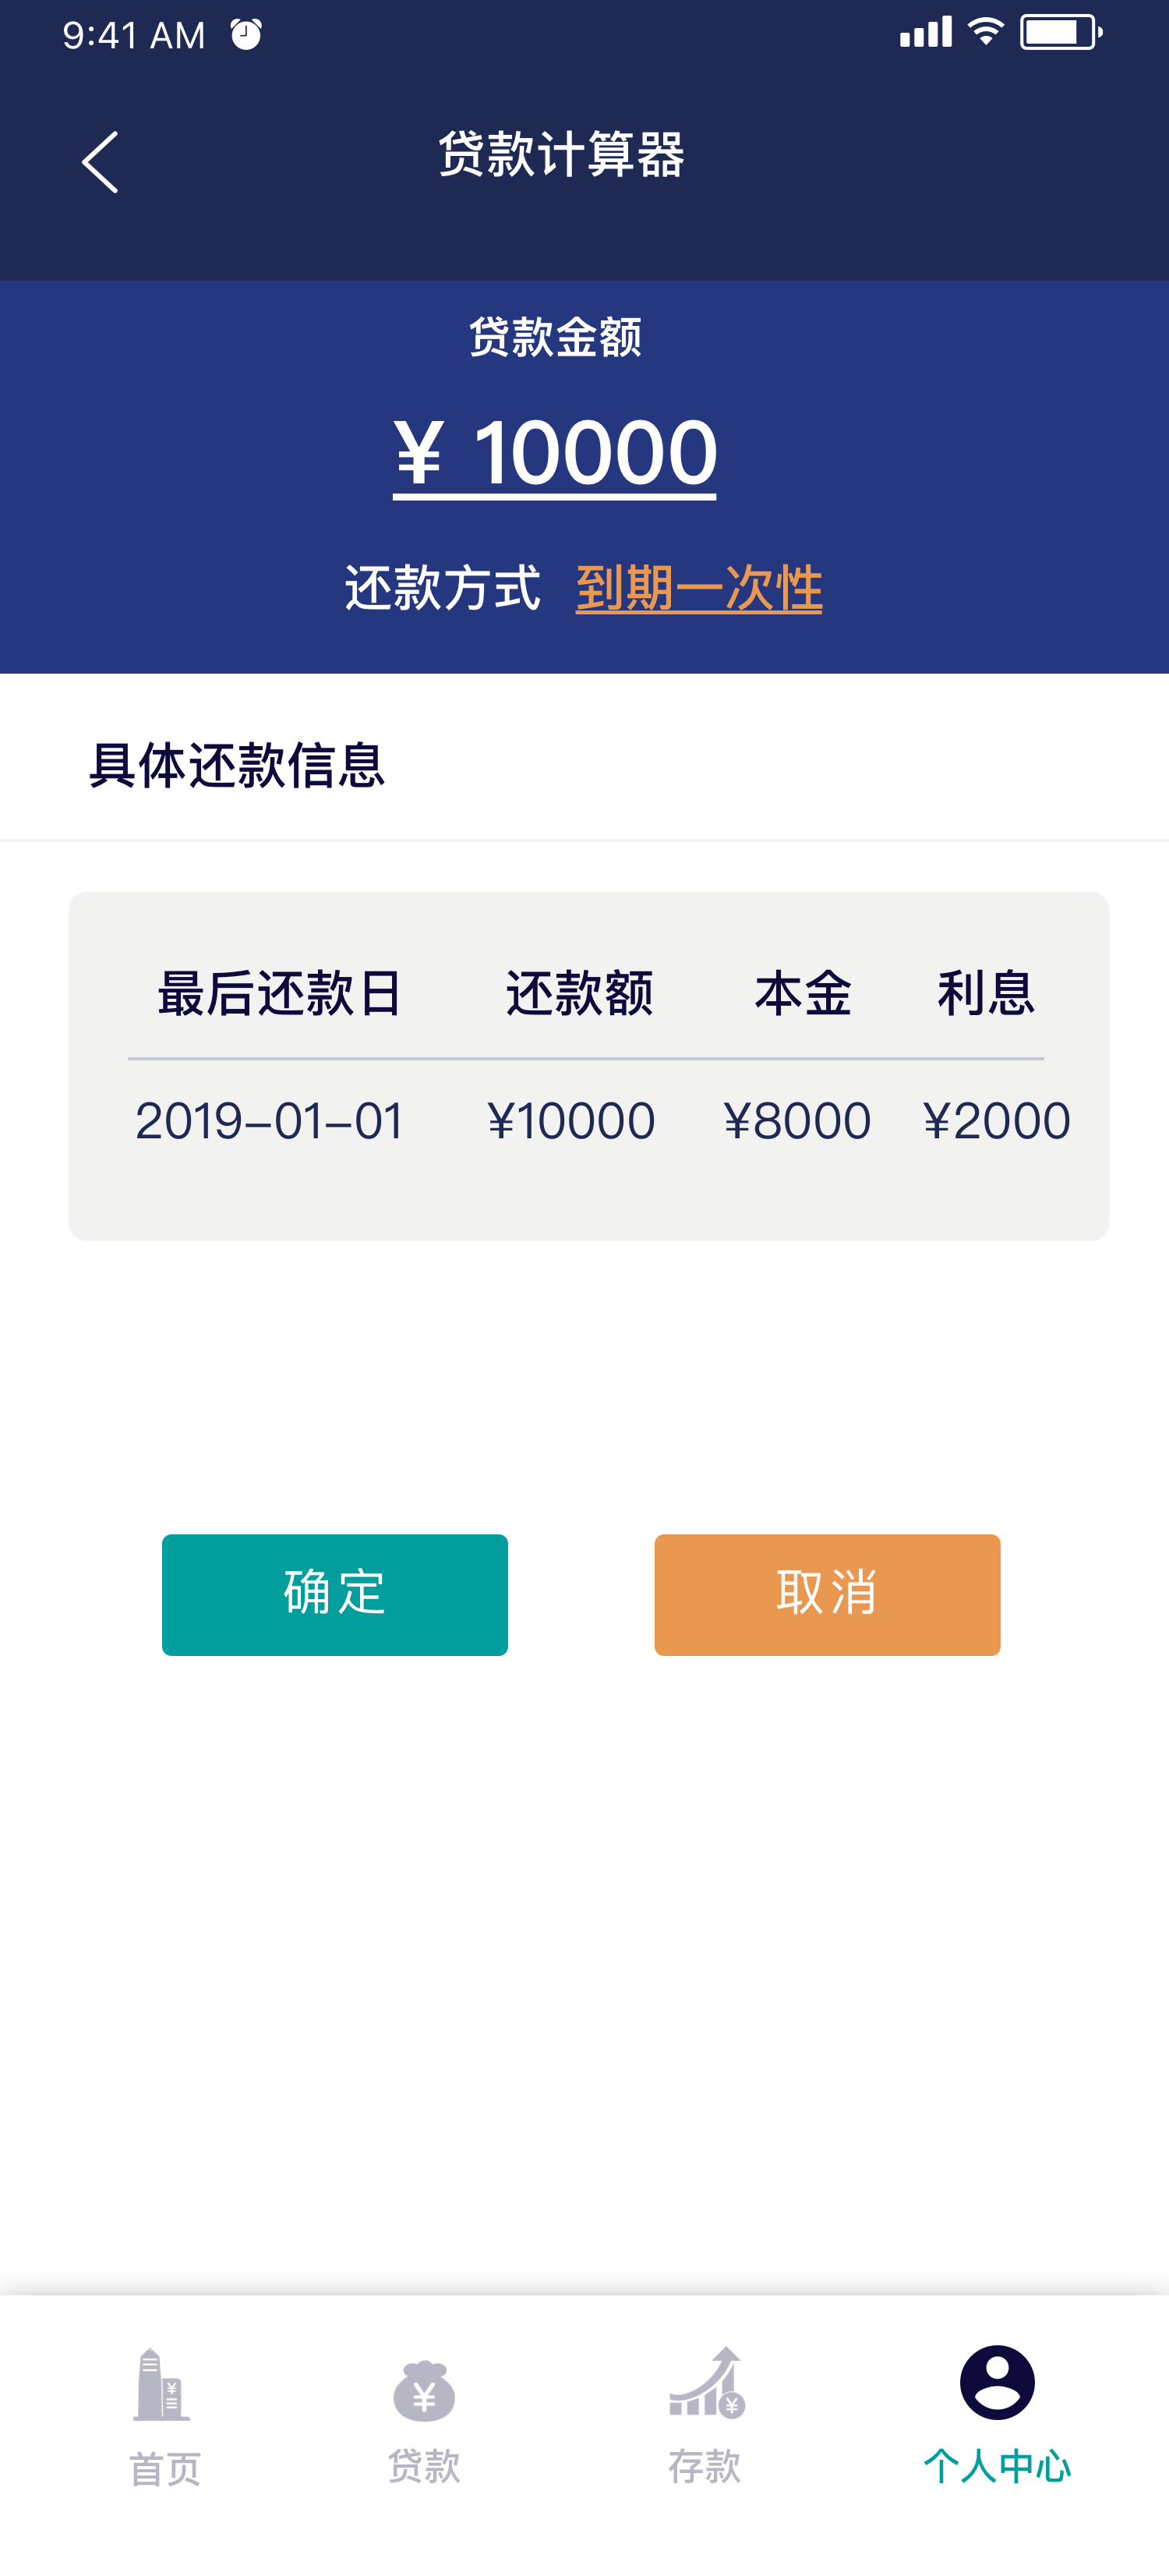 9:41 AM
贷款计算器
贷款金额
¥ 10000
还款方式 到期一次性
具体还款信息
最后还款日 还款额 本金 利息
2019-01-01 ¥10000 ¥8000 ¥2000
确定 取消
首页 贷款 存款 个人中心